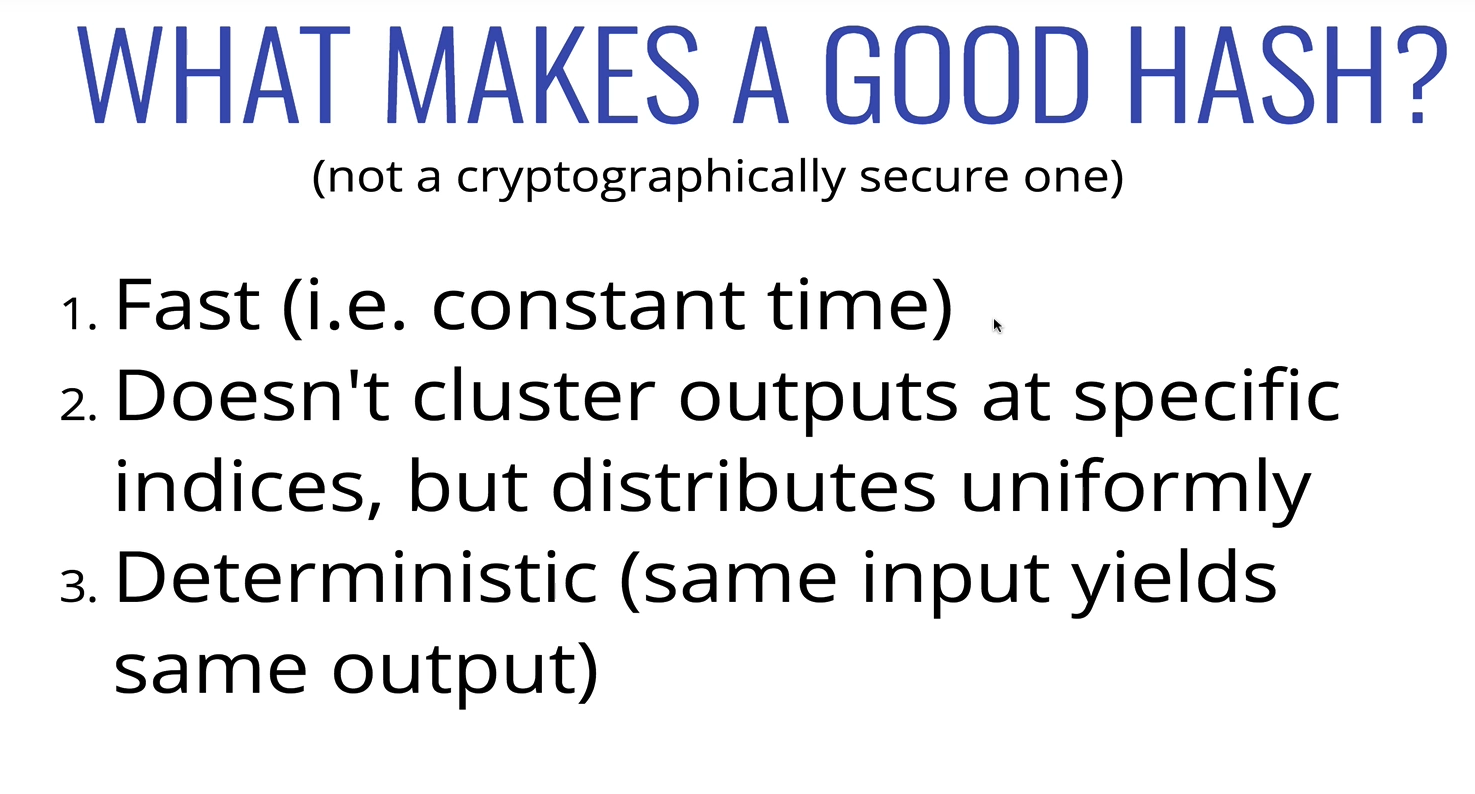 WHAT MAKES A GOOD HASH?
(not a cryptographically secure one)
1. Fast (i.e. constant time)
2. Doesn't cluster outputs at specific
indices, but distributes uniformly
3. Deterministic (same input yields
same output)